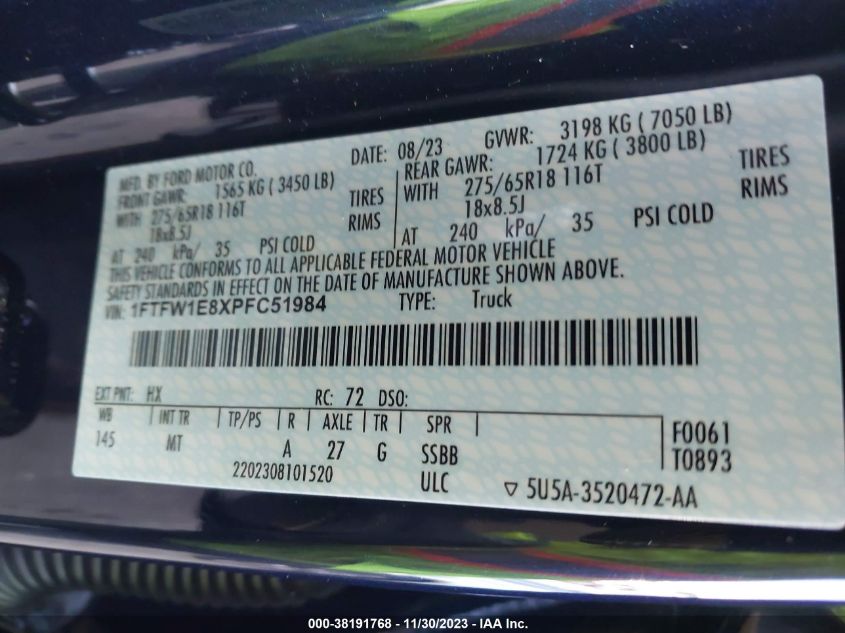 MFD. BY FORD MOTOR CO. DATE: 08/23 GVWR: 3198 KG ( 7050 LB)
FRONT GAWR: 1565 KG ( 3450 LB) REAR GAWR: 1724 KG ( 3800 LB)
WITH 275/65R18 116T TIRES WITH 275/65R18 116T TIRES
18x8.5J RIMS 18x8.5J RIMS
AT 240 kPa/ 35 PSI COLD AT 240 kPa/ 35 PSI COLD
THIS VEHICLE CONFORMS TO ALL APPLICABLE FEDERAL MOTOR VEHICLE
SAFETY STANDARDS IN EFFECT ON THE DATE OF MANUFACTURE SHOWN ABOVE.
VIN: 1FTFW1E8XPFC51984 TYPE: Truck
EXT PNT: HX RC: 72 DSO:
WB INT TR TP/PS R AXLE TR SPR F0061
145 MT A 27 G SSBB T0893
2202308101520 ULC ▽ 5U5A-3520472-AA
000-38191768 - 11/30/2023 - IAA Inc.